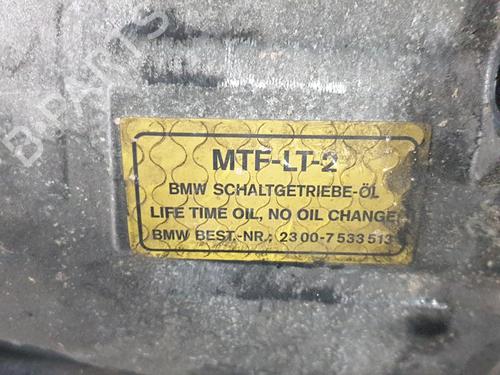 B-PARTS
MTF-LT-2
BMW SCHALTGETRIEBE-ÖL
LIFE TIME OIL, NO OIL CHANGE
BMW BEST.-NR.: 23 00-7 533 513